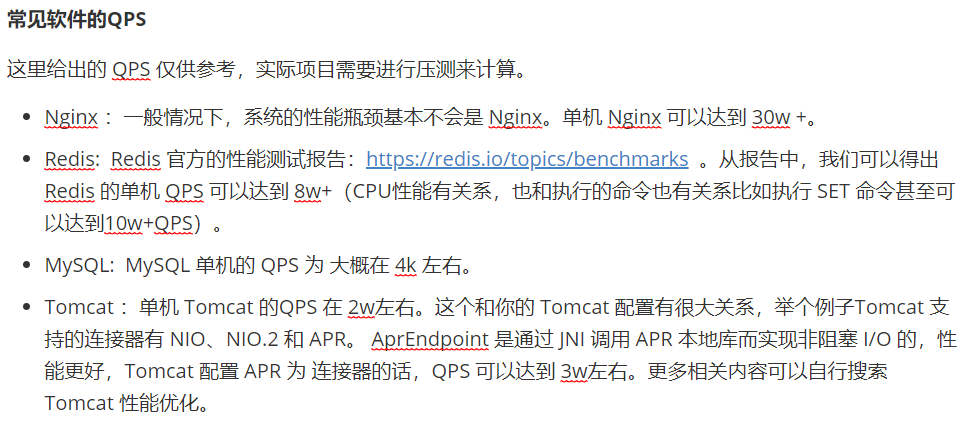 常见软件的QPS
这里给出的 QPS 仅供参考，实际项目需要进行压测来计算。
• Nginx ：一般情况下，系统的性能瓶颈基本不会是 Nginx。单机 Nginx 可以达到 30w +。
• Redis: Redis 官方的性能测试报告：https://redis.io/topics/benchmarks 。从报告中，我们可以得出
Redis 的单机 QPS 可以达到 8w+（CPU性能有关系，也和执行的命令也有关系比如执行 SET 命令甚至可
以达到10w+QPS）。
• MySQL: MySQL 单机的 QPS 为 大概在 4k 左右。
• Tomcat ：单机 Tomcat 的QPS 在 2w左右。这个和你的 Tomcat 配置有很大关系，举个例子Tomcat 支
持的连接器有 NIO、NIO.2 和 APR。 AprEndpoint 是通过 JNI 调用 APR 本地库而实现非阻塞 I/O 的，性
能更好，Tomcat 配置 APR 为 连接器的话，QPS 可以达到 3w左右。更多相关内容可以自行搜索
Tomcat 性能优化。